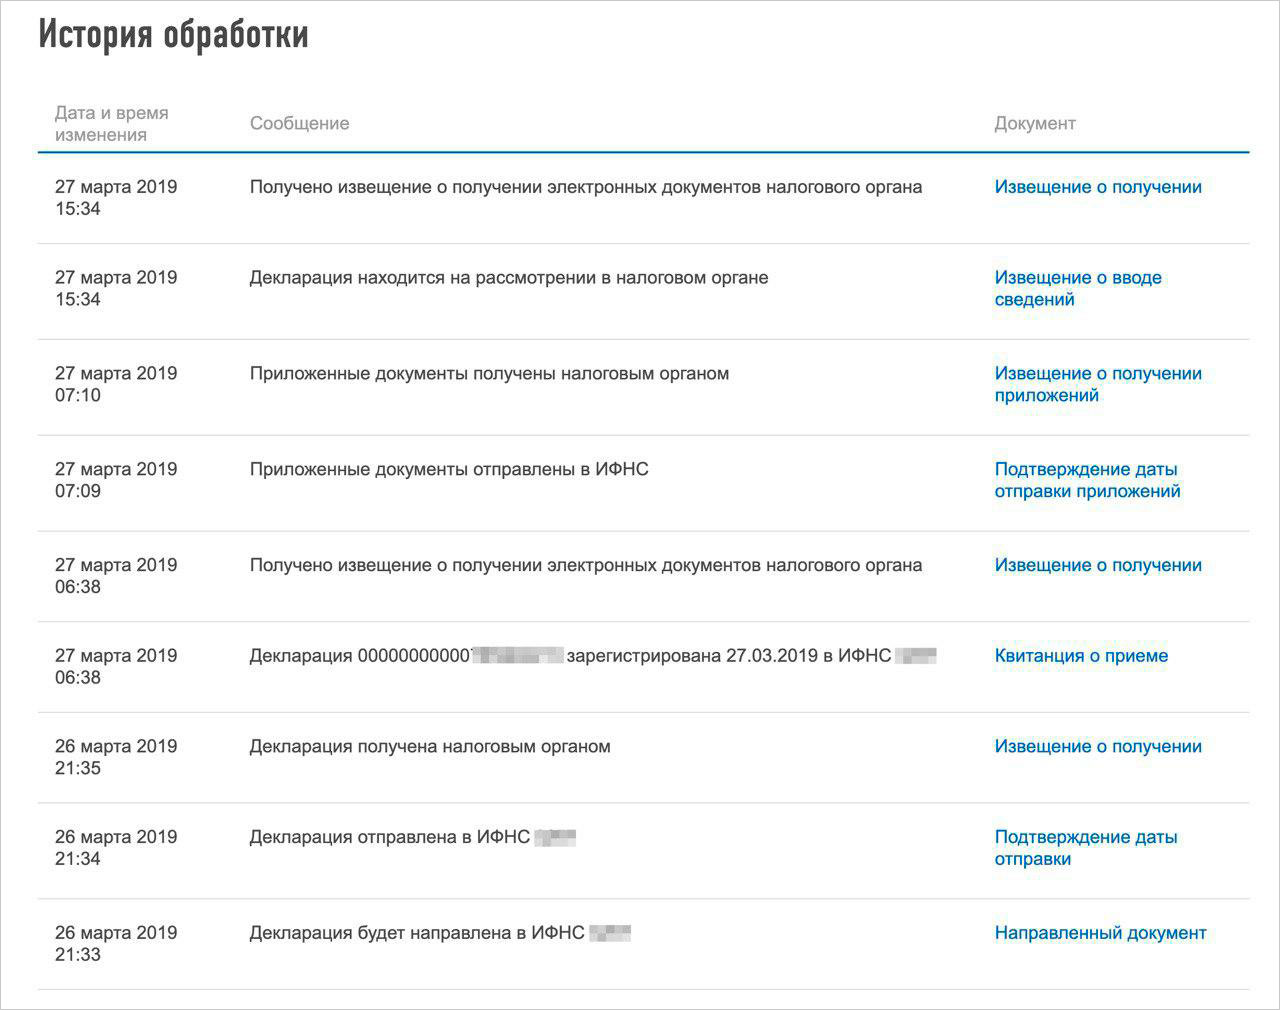 История обработки
Дата и время
изменения
Сообщение
Документ
27 марта 2019
15:34
Получено извещение о получении электронных документов налогового органа
Извещение о получении
27 марта 2019
15:34
Декларация находится на рассмотрении в налоговом органе
Извещение о вводе
сведений
27 марта 2019
07:10
Приложенные документы получены налоговым органом
Извещение о получении
приложений
27 марта 2019
07:09
Приложенные документы отправлены в ИФНС
Подтверждение даты
отправки приложений
27 марта 2019
06:38
Получено извещение о получении электронных документов налогового органа
Извещение о получении
27 марта 2019
06:38
Декларация 00000000000 зарегистрирована 27.03.2019 в ИФНС
Квитанция о приеме
26 марта 2019
21:35
Декларация получена налоговым органом
Извещение о получении
26 марта 2019
21:34
Декларация отправлена в ИФНС
Подтверждение даты
отправки
26 марта 2019
21:33
Декларация будет направлена в ИФНС
Направленный документ